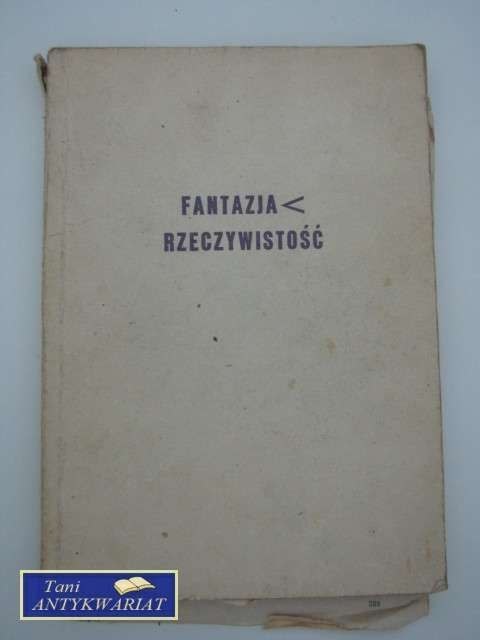 FANTAZJA <
RZECZYWISTOŚĆ
Tani
ANTYKWARIAT